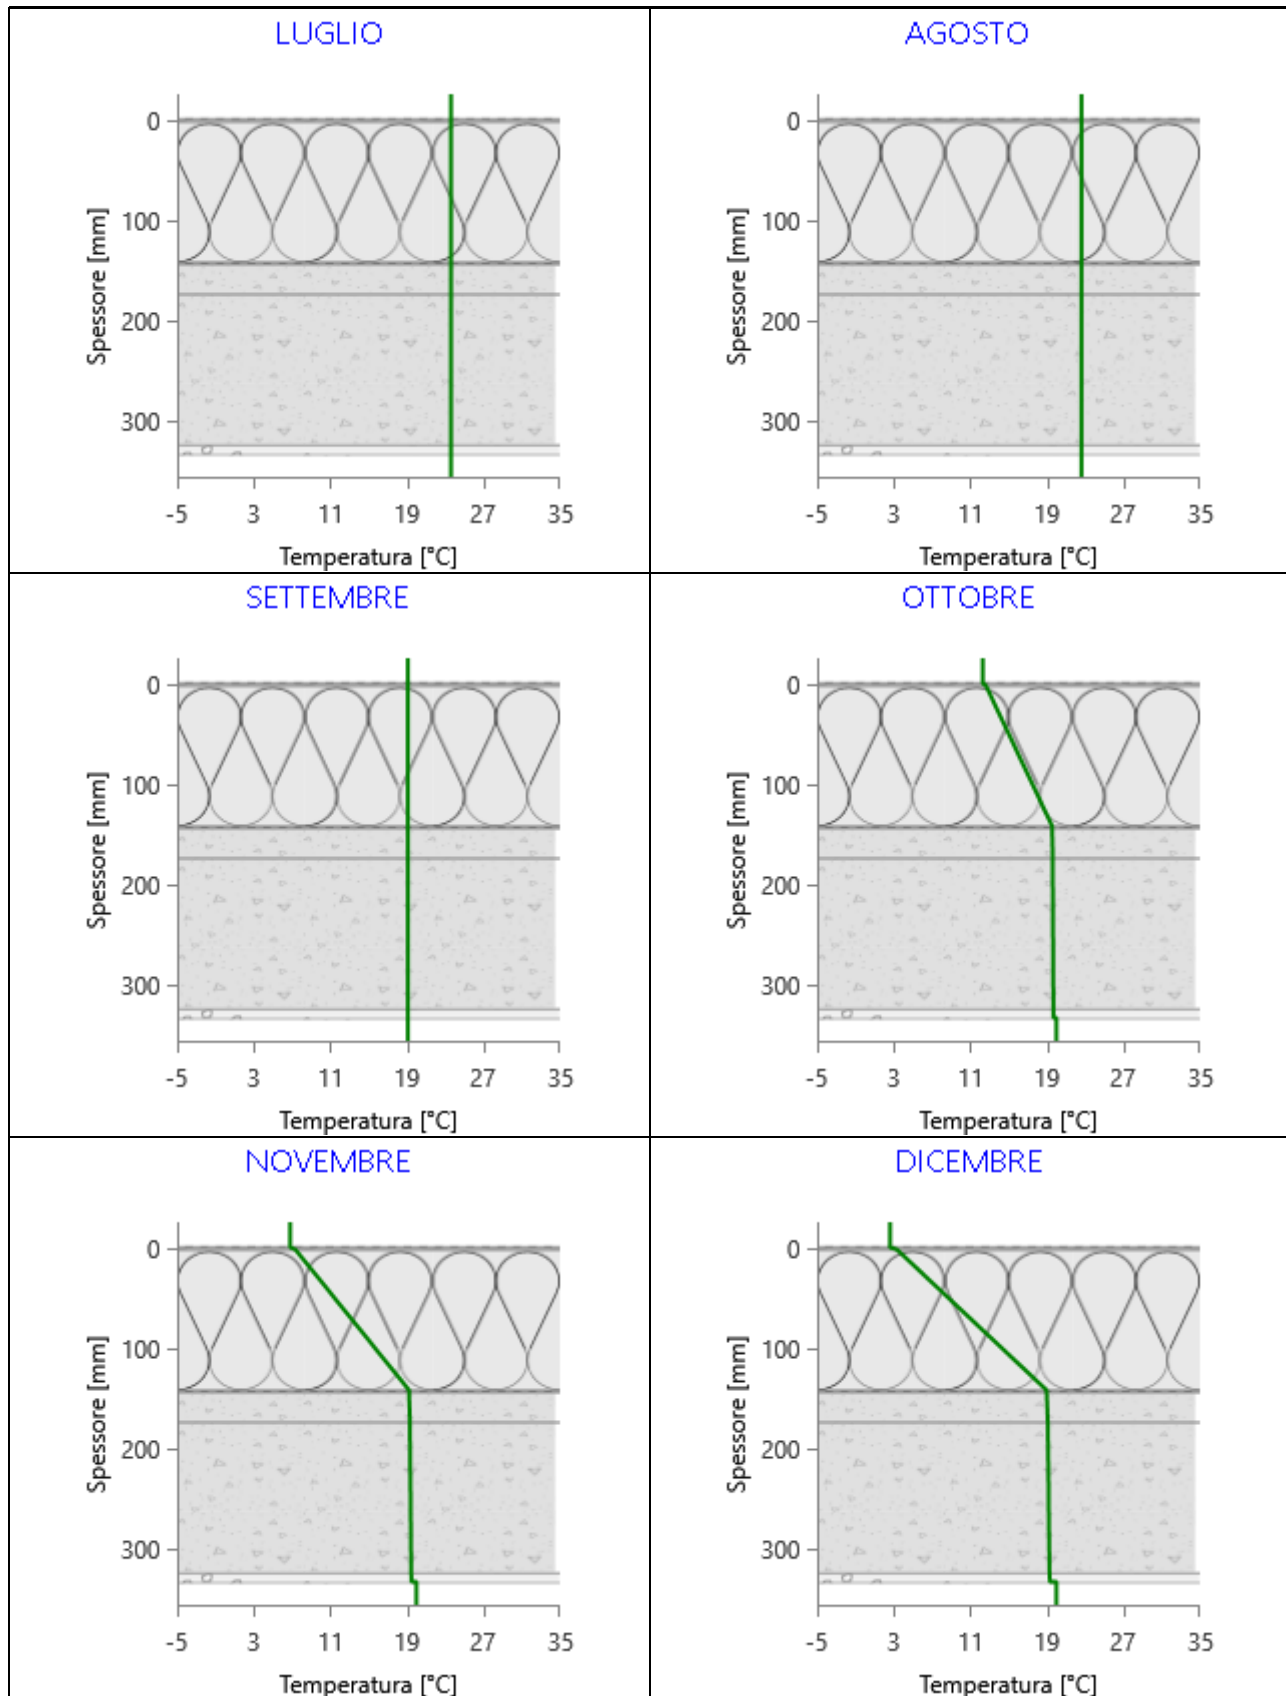 LUGLIO
Spessore [mm]
0
100
200
300
-5 3 11 19 27 35
Temperatura [°C]
AGOSTO
Spessore [mm]
0
100
200
300
-5 3 11 19 27 35
Temperatura [°C]
SETTEMBRE
Spessore [mm]
0
100
200
300
-5 3 11 19 27 35
Temperatura [°C]
OTTOBRE
Spessore [mm]
0
100
200
300
-5 3 11 19 27 35
Temperatura [°C]
NOVEMBRE
Spessore [mm]
0
100
200
300
-5 3 11 19 27 35
Temperatura [°C]
DICEMBRE
Spessore [mm]
0
100
200
300
-5 3 11 19 27 35
Temperatura [°C]